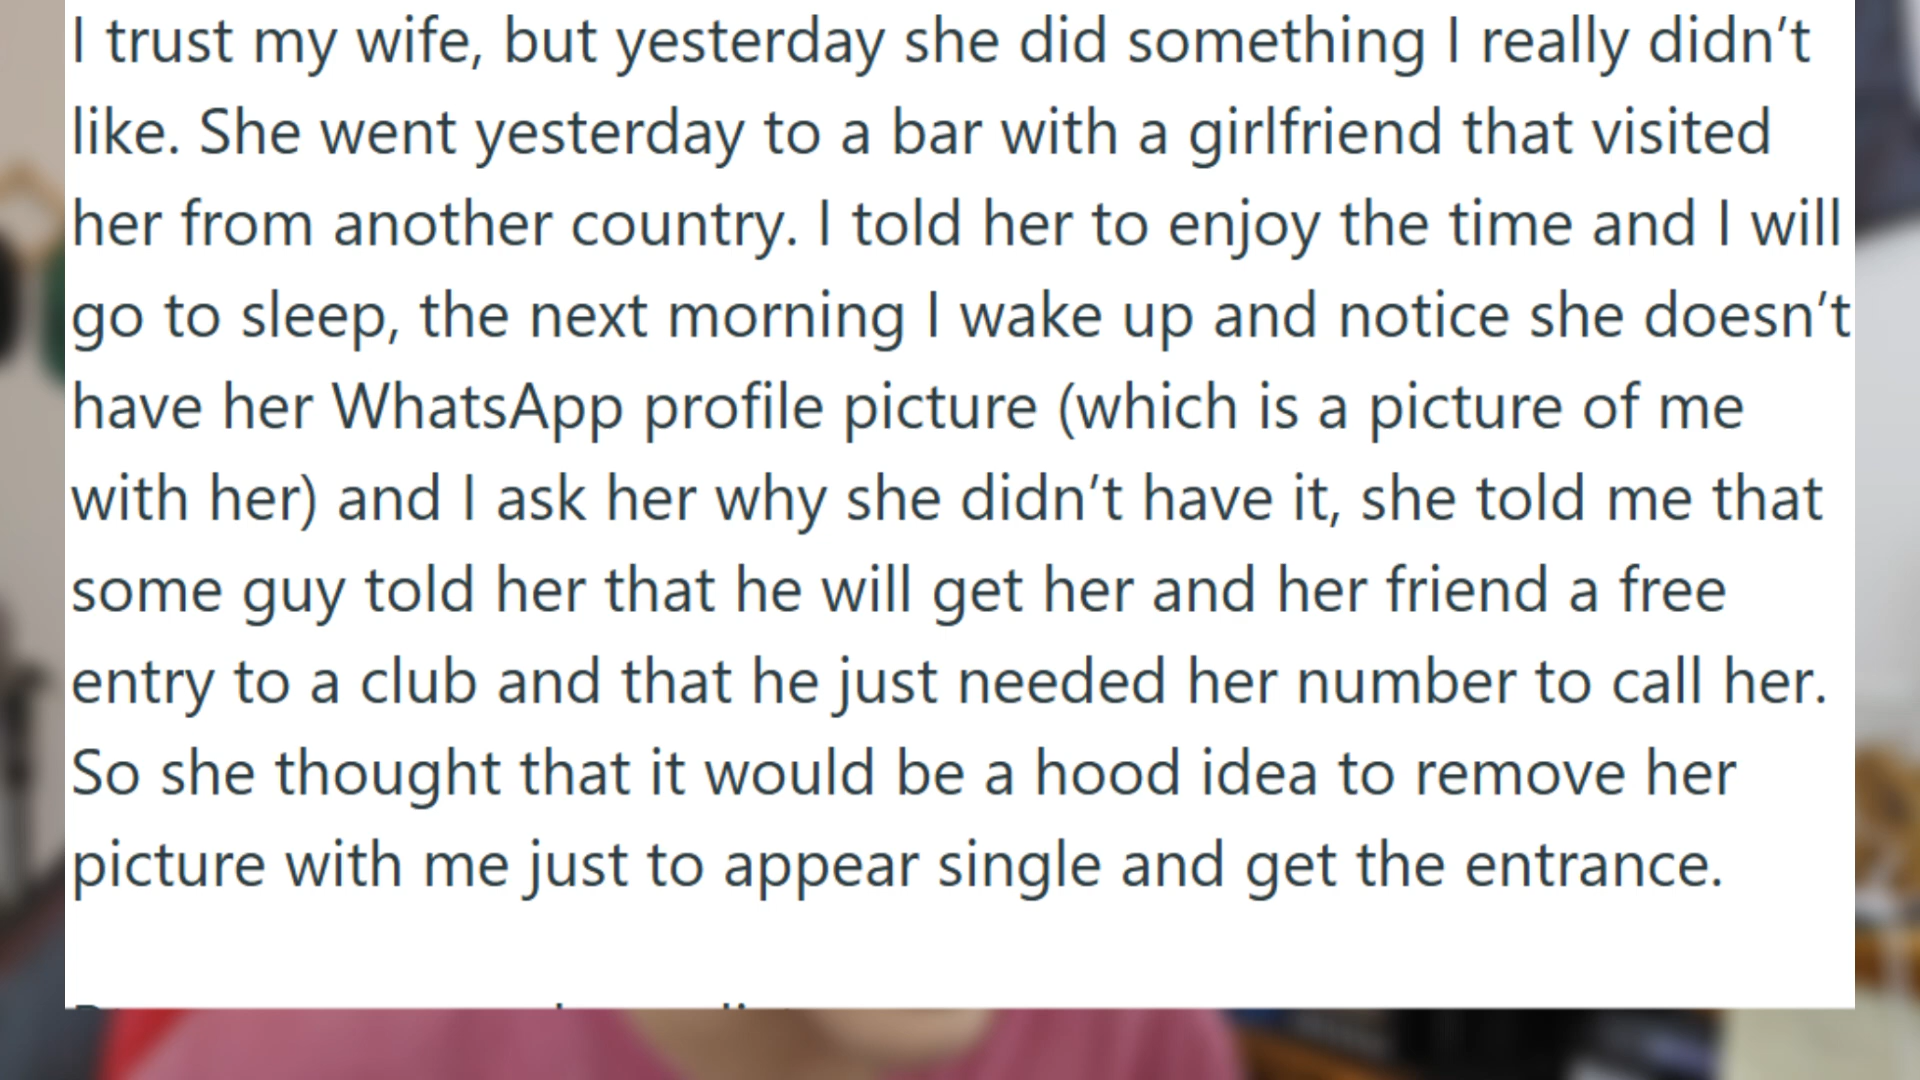 I trust my wife, but yesterday she did something I really didn’t
like. She went yesterday to a bar with a girlfriend that visited
her from another country. I told her to enjoy the time and I will
go to sleep, the next morning I wake up and notice she doesn’t
have her WhatsApp profile picture (which is a picture of me
with her) and I ask her why she didn’t have it, she told me that
some guy told her that he will get her and her friend a free
entry to a club and that he just needed her number to call her.
So she thought that it would be a hood idea to remove her
picture with me just to appear single and get the entrance.